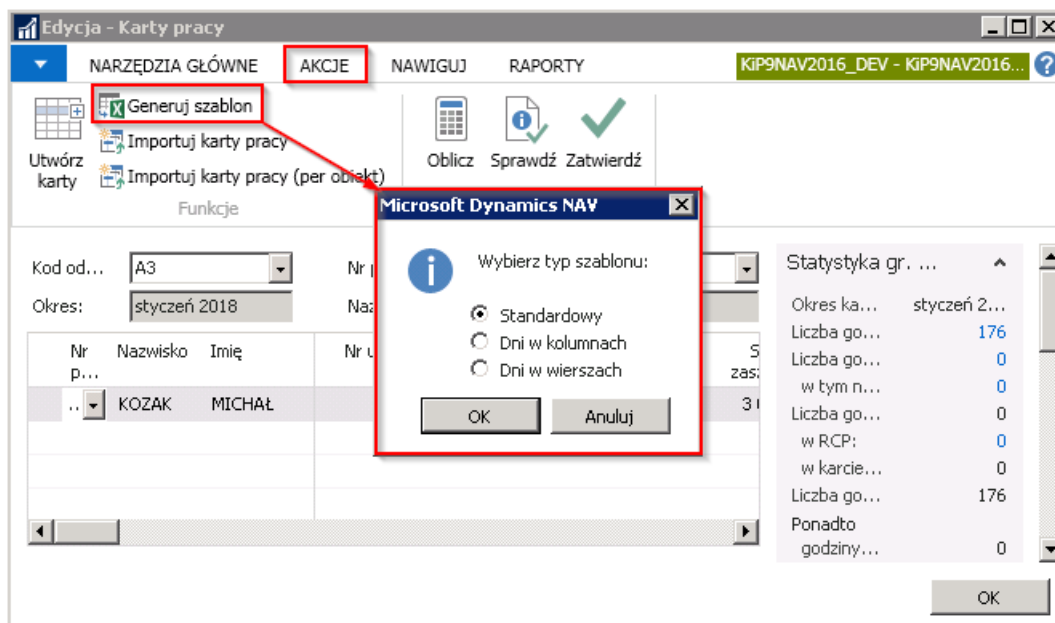 Edycja - Karty pracy
NARZĘDZIA GŁÓWNE AKCJE NAWIGUJ RAPORTY KiP9NAV2016_DEV - KiP9NAV2016... ?
Generuj szablon
Importuj karty pracy
Importuj karty pracy (per obiekt)
Utwórz karty
Oblicz Sprawdź Zatwierdź
Funkcje
Microsoft Dynamics NAV
Wybierz typ szablonu:
Standardowy
Dni w kolumnach
Dni w wierszach
OK Anuluj
Kod od... A3 Nr
Okres: styczeń 2018
Nr p... Nazwisko Imię Nr
.. KOZAK MICHAŁ 3
Statystyka gr. ...
Okres ka... styczeń 2...
Liczba go... 176
Liczba go... 0
w tym n... 0
Liczba go... 0
w RCP: 0
w karcie... 0
Liczba go... 176
Ponadto
godziny... 0
OK